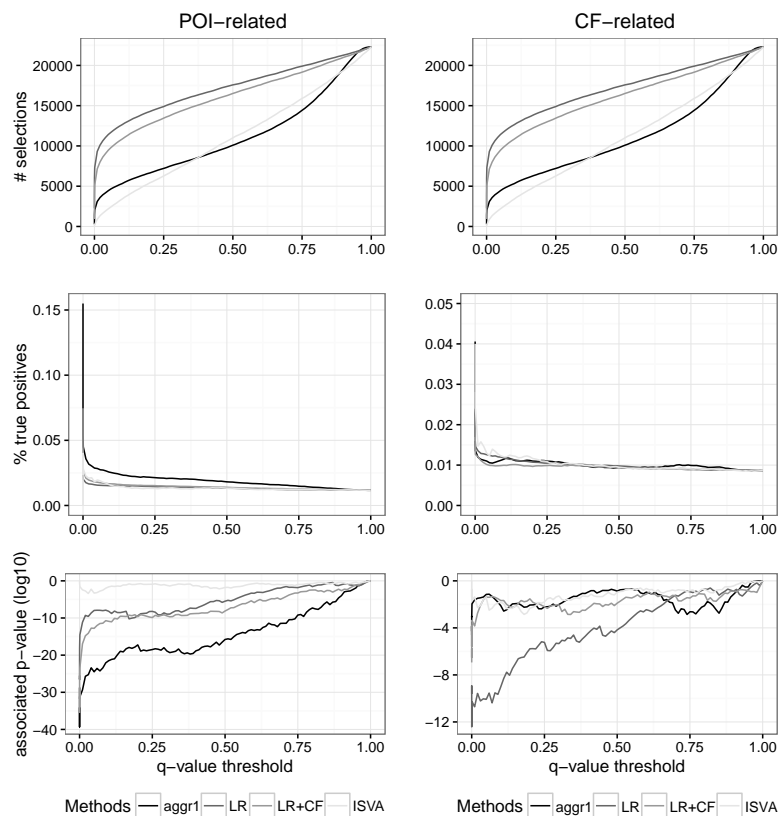 POI−related
CF−related
# selections
20000
15000
10000
5000
0
0.00 0.25 0.50 0.75 1.00
20000
15000
10000
5000
0
0.00 0.25 0.50 0.75 1.00
% true positives
0.15
0.10
0.05
0.00
0.00 0.25 0.50 0.75 1.00
0.05
0.04
0.03
0.02
0.01
0.00
0.00 0.25 0.50 0.75 1.00
associated p−value (log10)
0
−10
−20
−30
−40
0.00 0.25 0.50 0.75 1.00
q−value threshold
0
−4
−8
−12
0.00 0.25 0.50 0.75 1.00
q−value threshold
Methods aggr1 LR LR+CF ISVA
Methods aggr1 LR LR+CF ISVA